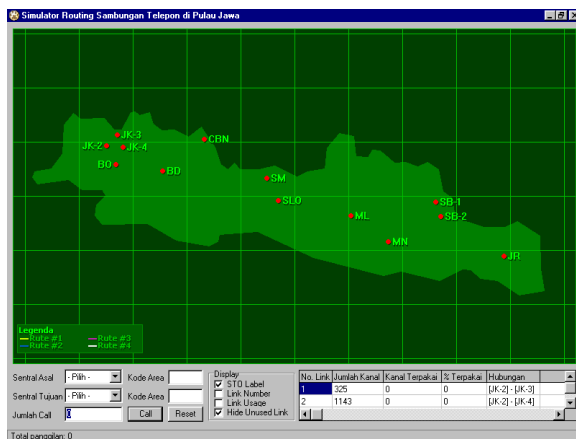 Simulator Routing Sambungan Telepon di Pulau Jawa
JK-3
CBN
JK-2
JK-4
BO
BD
SM
SLO
SB-1
ML
SB-2
MN
JR
Legenda
Rute #1
Rute #3
Rute #2
Rute #4
Sentral Asal
- Pilih -
Kode Area
Sentral Tujuan
- Pilih -
Kode Area
Jumlah Call
0
Call
Reset
Display
STO Label
Link Number
Link Usage
Hide Unused Link
No. Link Jumlah Kanal Kanal Terpakai % Terpakai Hubungan
1 325 0 0 [JK-2] - [JK-3]
2 1143 0 0 [JK-2] - [JK-4]
Total panggilan: 0